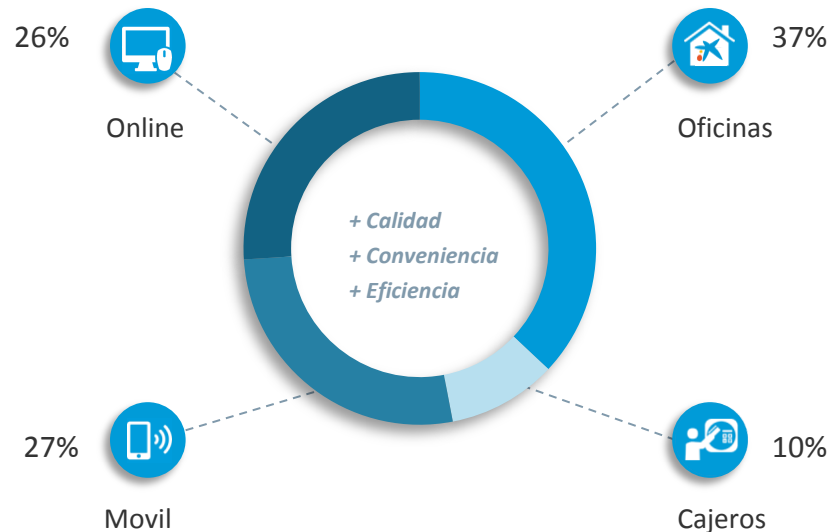 26%
37%
Online
Oficinas
+ Calidad
+ Conveniencia
+ Eficiencia
27%
10%
Movil
Cajeros